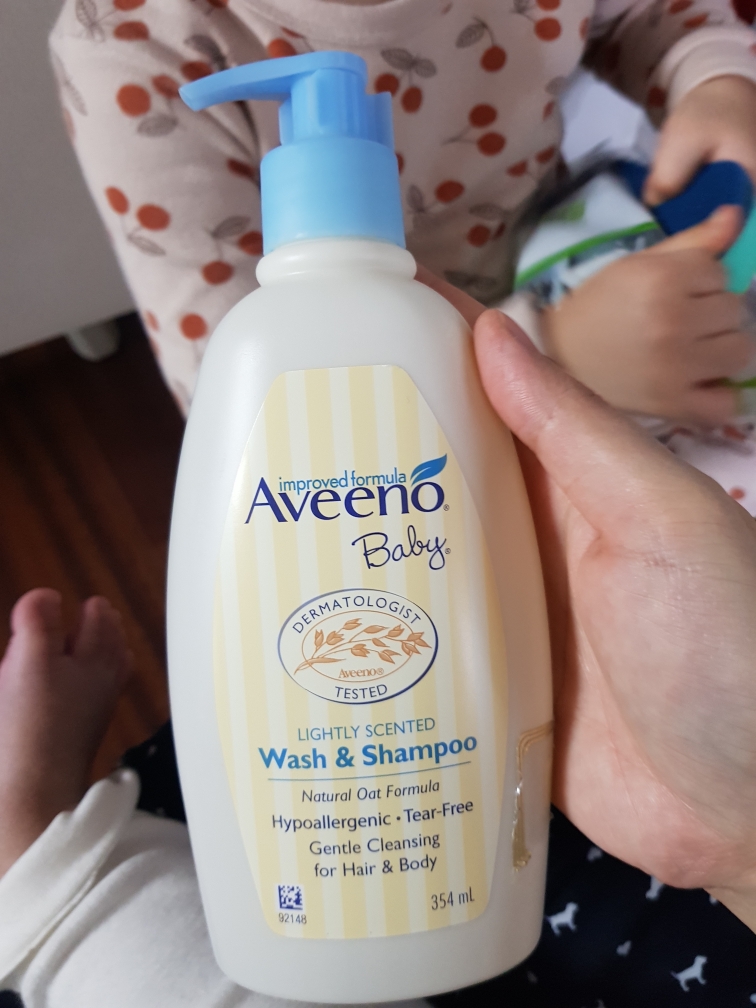 improved formula
Aveeno®
Baby®
DERMATOLOGIST
Aveeno®
TESTED
LIGHTLY SCENTED
Wash & Shampoo
Natural Oat Formula
Hypoallergenic • Tear-Free
Gentle Cleansing
for Hair & Body
92148
354 mL